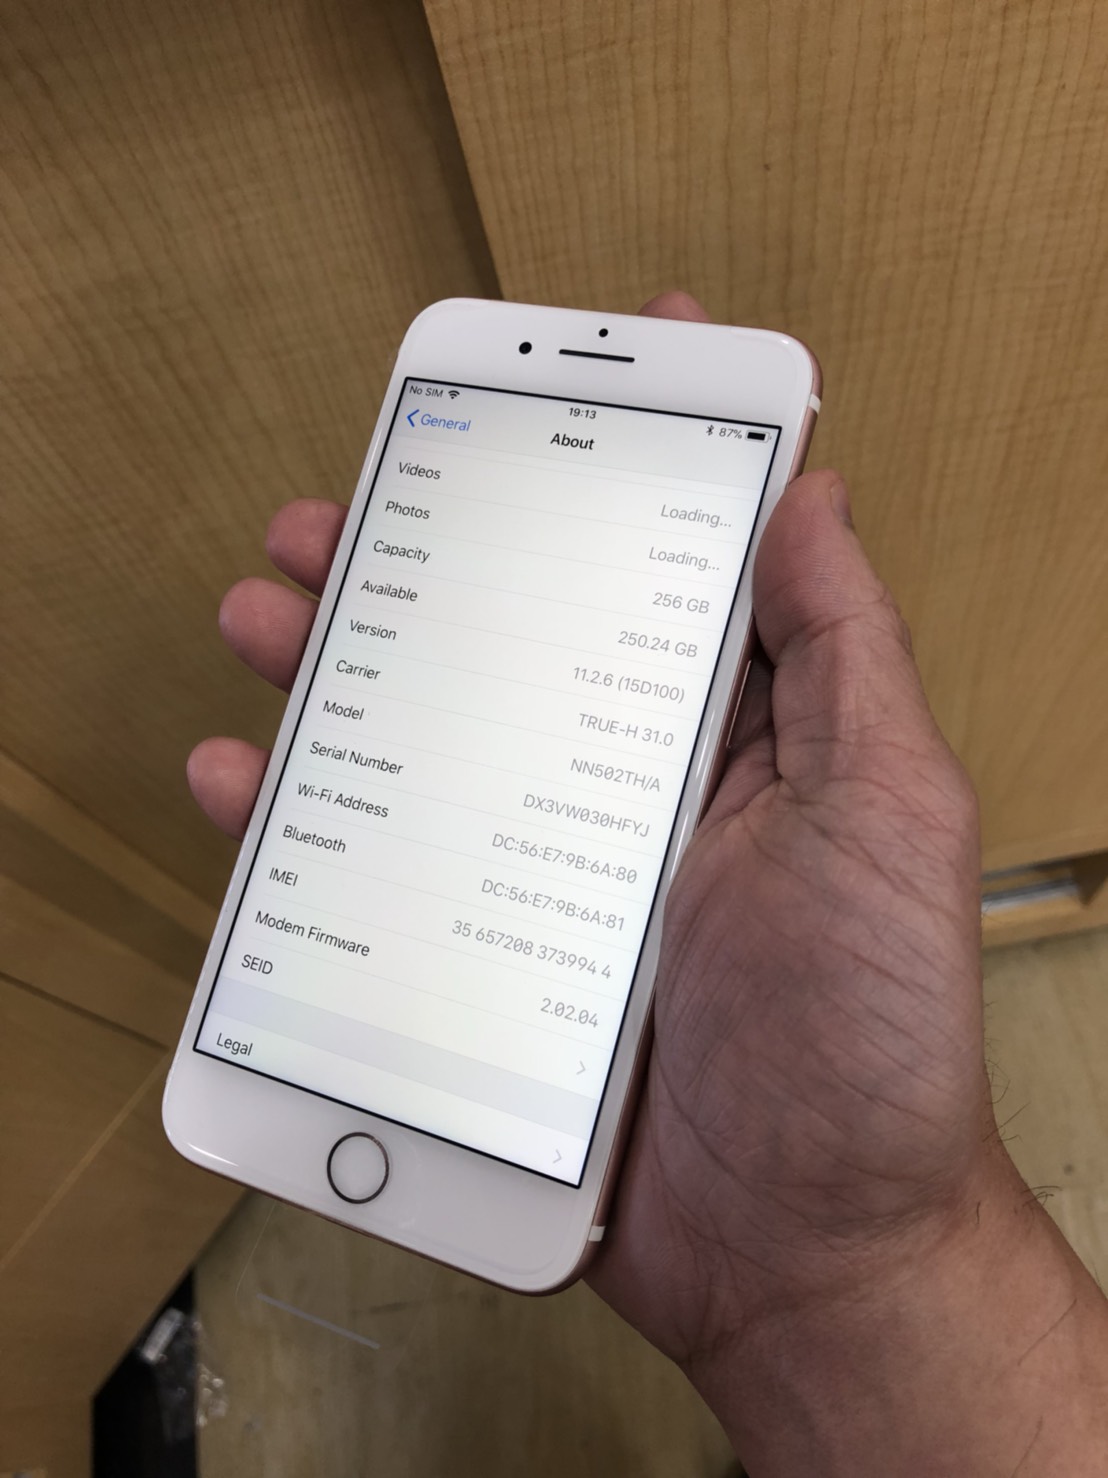 No SIM 19:13 87%
General About
Videos Loading...
Photos Loading...
Capacity 256 GB
Available 250.24 GB
Version 11.2.6 (15D100)
Carrier TRUE-H 31.0
Model NN502TH/A
Serial Number DX3VW030HFYJ
Wi-Fi Address DC:56:E7:9B:6A:80
Bluetooth DC:56:E7:9B:6A:81
IMEI 35 657208 373994 4
Modem Firmware 2.02.04
SEID
Legal